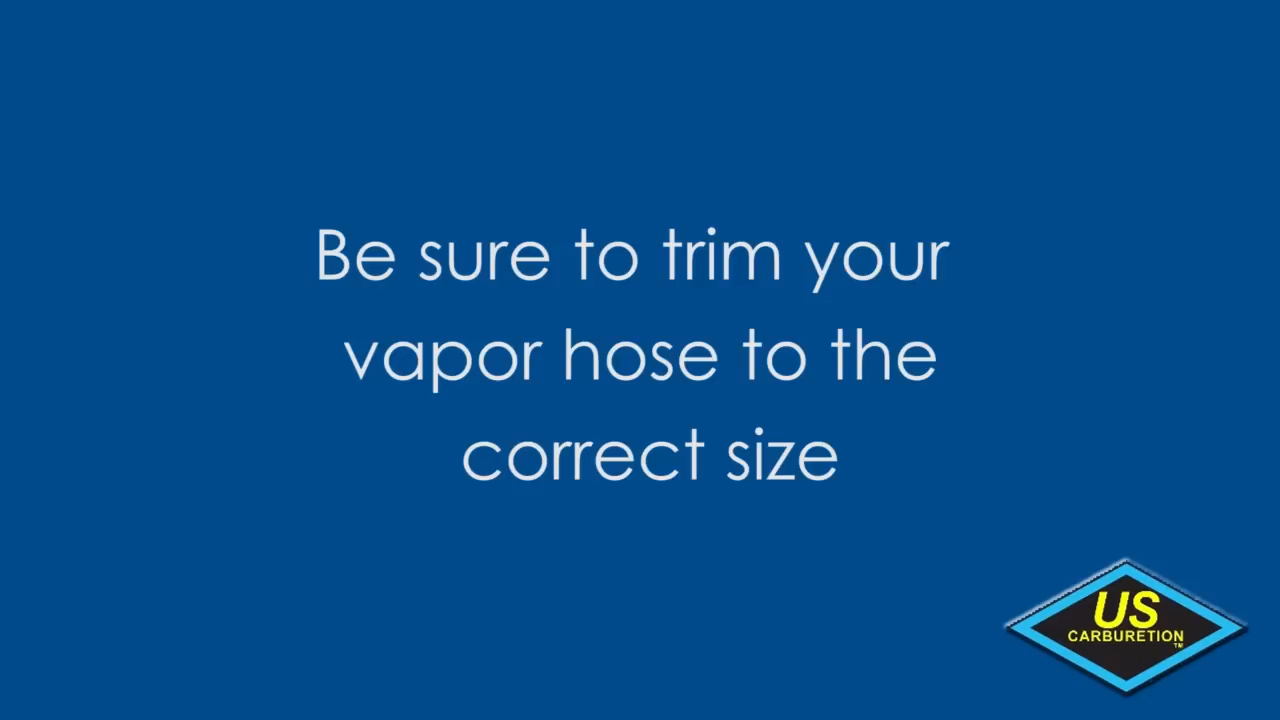 Be sure to trim your
vapor hose to the
correct size
US
CARBURETION
TM